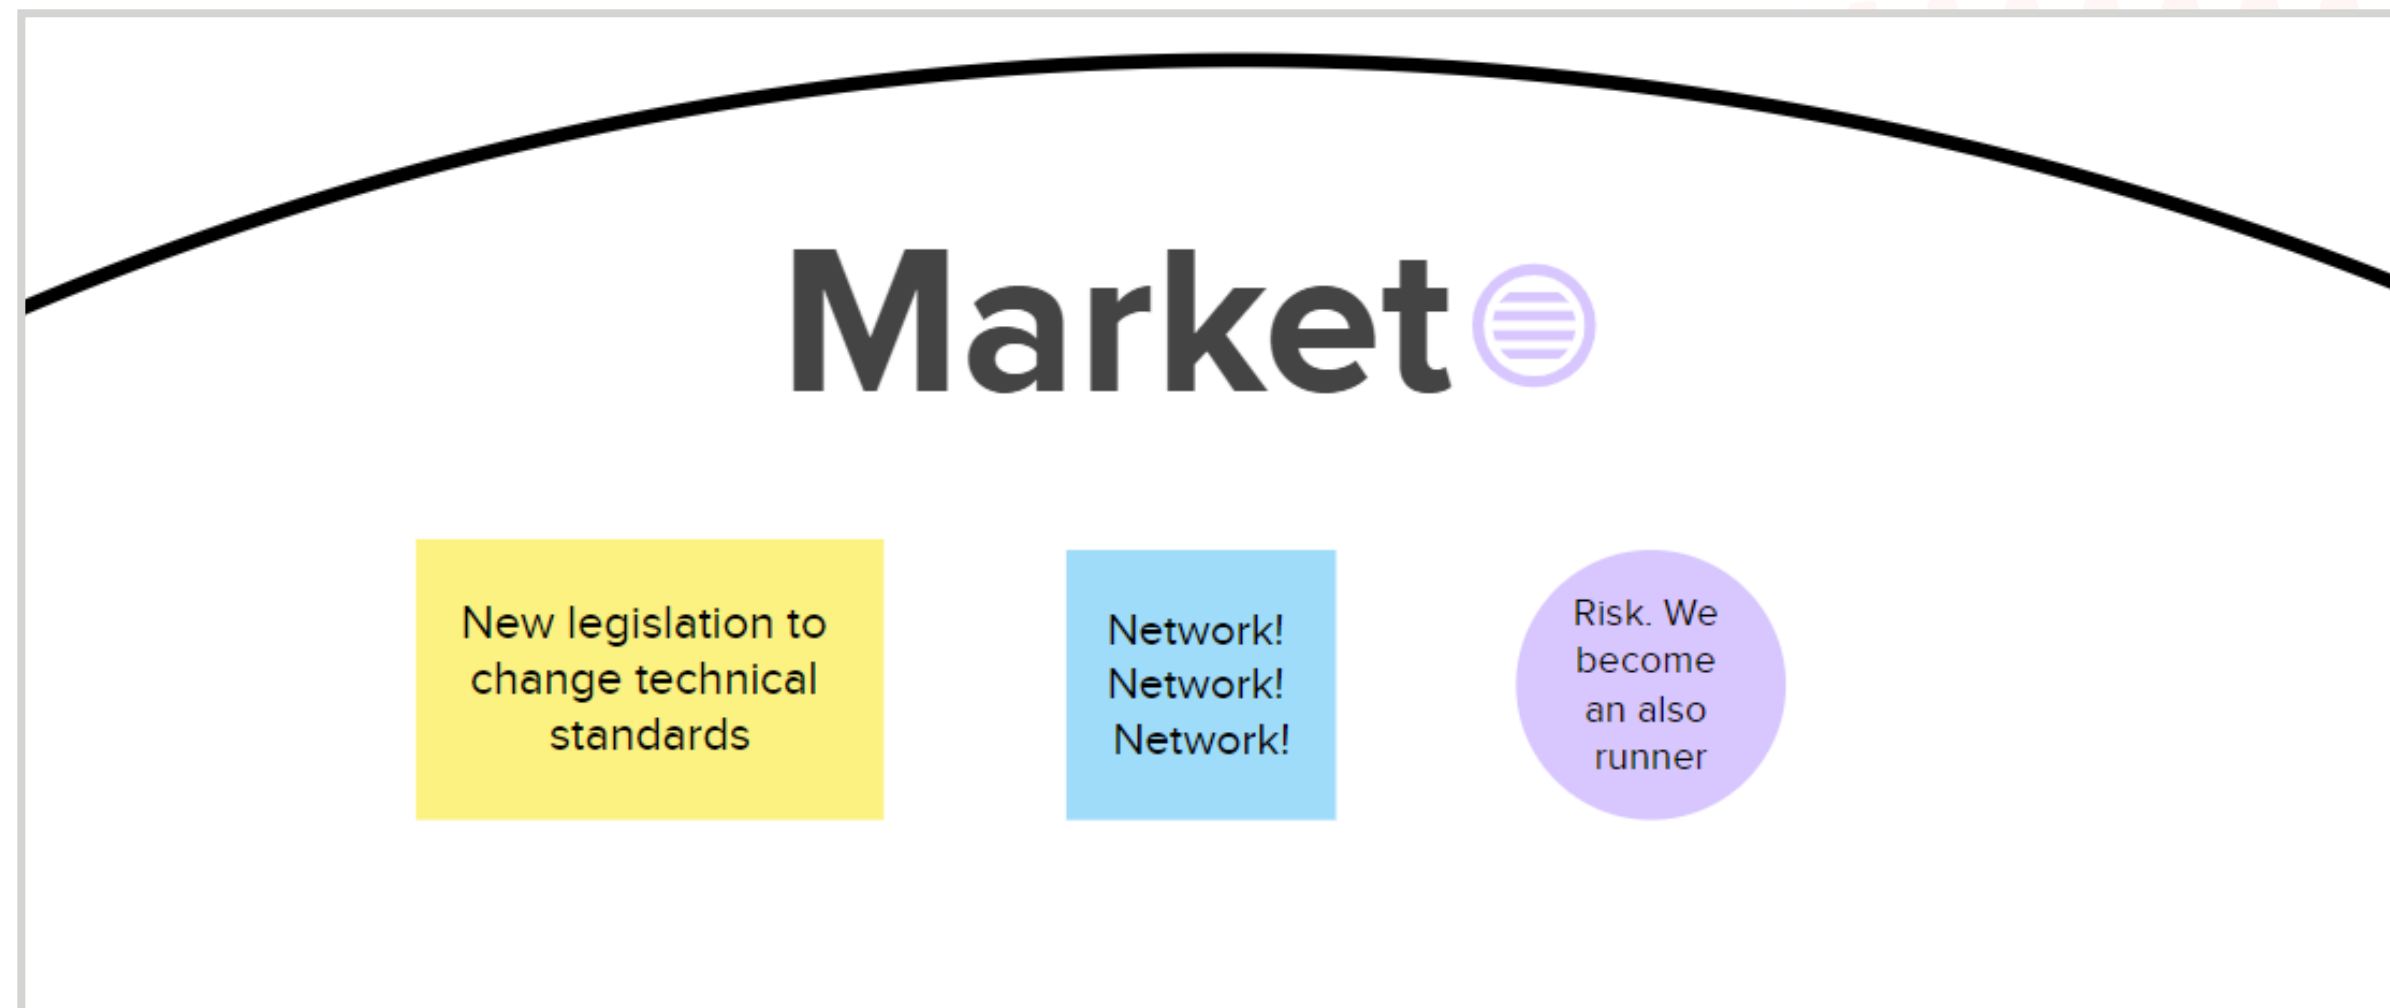 Market
New legislation to
change technical
standards
Network!
Network!
Network!
Risk. We
become
an also
runner